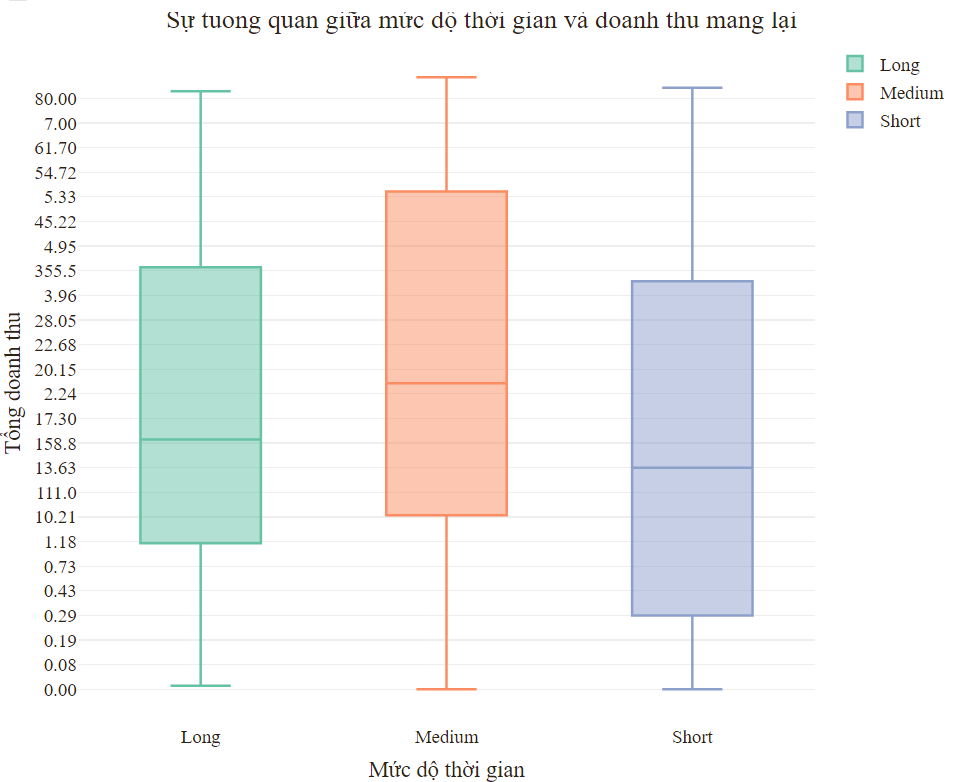 Sự tuong quan giữa mức dộ thời gian và doanh thu mang lại
Long
Medium
Short
80.00
7.00
61.70
54.72
5.33
45.22
4.95
355.5
3.96
28.05
22.68
20.15
2.24
17.30
158.8
13.63
111.0
10.21
1.18
0.73
0.43
0.29
0.19
0.08
0.00
Tổng doanh thu
Long
Medium
Short
Mức dộ thời gian